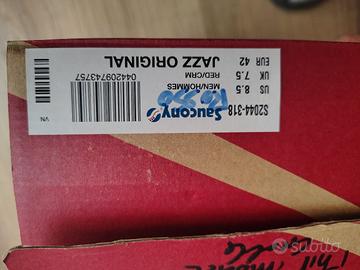 JAZZ ORIGINAL
RED/CRM
MEN/HOMMES
044209743757
Saucony
S2044-318
EUR 42
UK 7.5
US 8.5
VN
subito